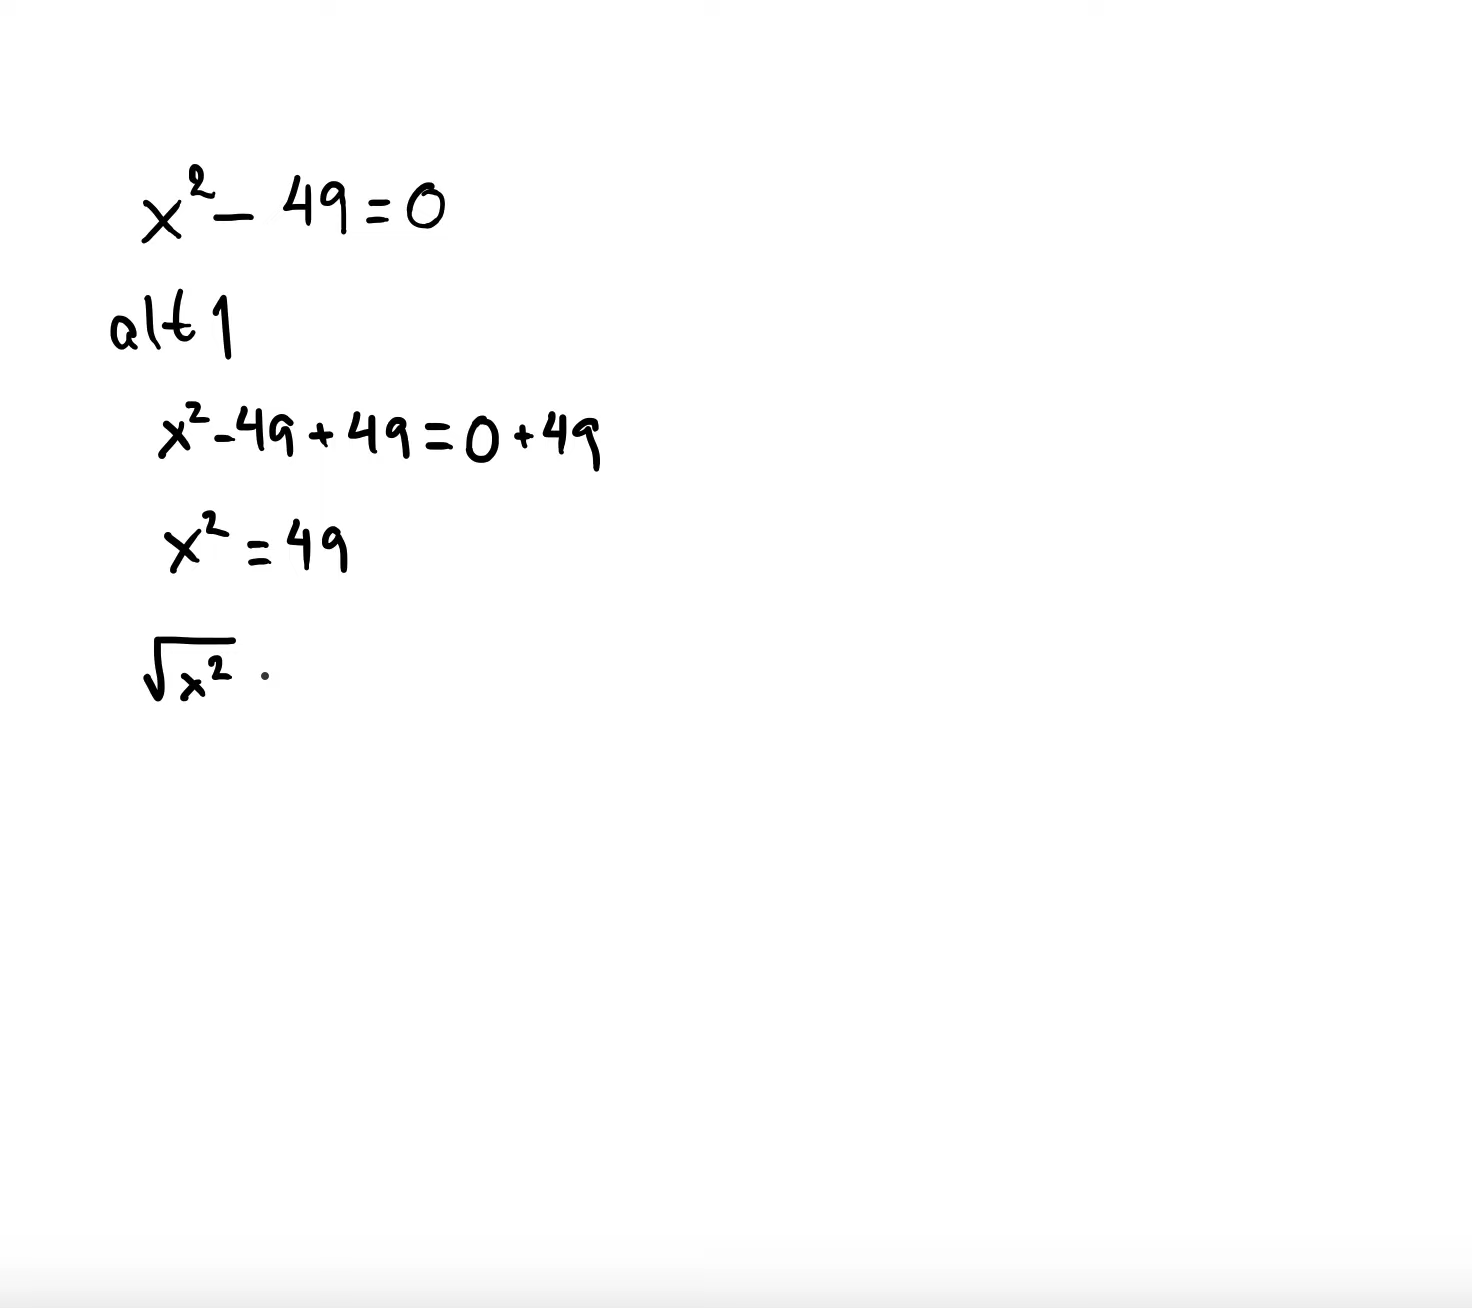 x² - 49 = 0
alt 1
x² - 49 + 49 = 0 + 49
x² = 49
√x²